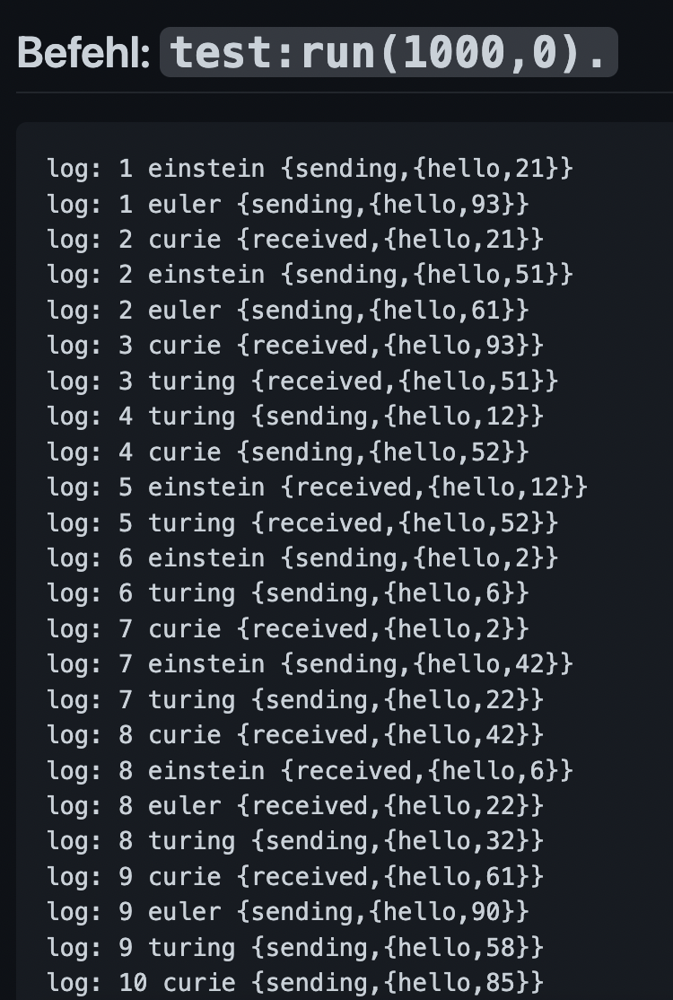 Befehl: test:run(1000,0).
log: 1 einstein {sending,{hello,21}}
log: 1 euler {sending,{hello,93}}
log: 2 curie {received,{hello,21}}
log: 2 einstein {sending,{hello,51}}
log: 2 euler {sending,{hello,61}}
log: 3 curie {received,{hello,93}}
log: 3 turing {received,{hello,51}}
log: 4 turing {sending,{hello,12}}
log: 4 curie {sending,{hello,52}}
log: 5 einstein {received,{hello,12}}
log: 5 turing {received,{hello,52}}
log: 6 einstein {sending,{hello,2}}
log: 6 turing {sending,{hello,6}}
log: 7 curie {received,{hello,2}}
log: 7 einstein {sending,{hello,42}}
log: 7 turing {sending,{hello,22}}
log: 8 curie {received,{hello,42}}
log: 8 einstein {received,{hello,6}}
log: 8 euler {received,{hello,22}}
log: 8 turing {sending,{hello,32}}
log: 9 curie {received,{hello,61}}
log: 9 euler {sending,{hello,90}}
log: 9 turing {sending,{hello,58}}
log: 10 curie {sending,{hello,85}}